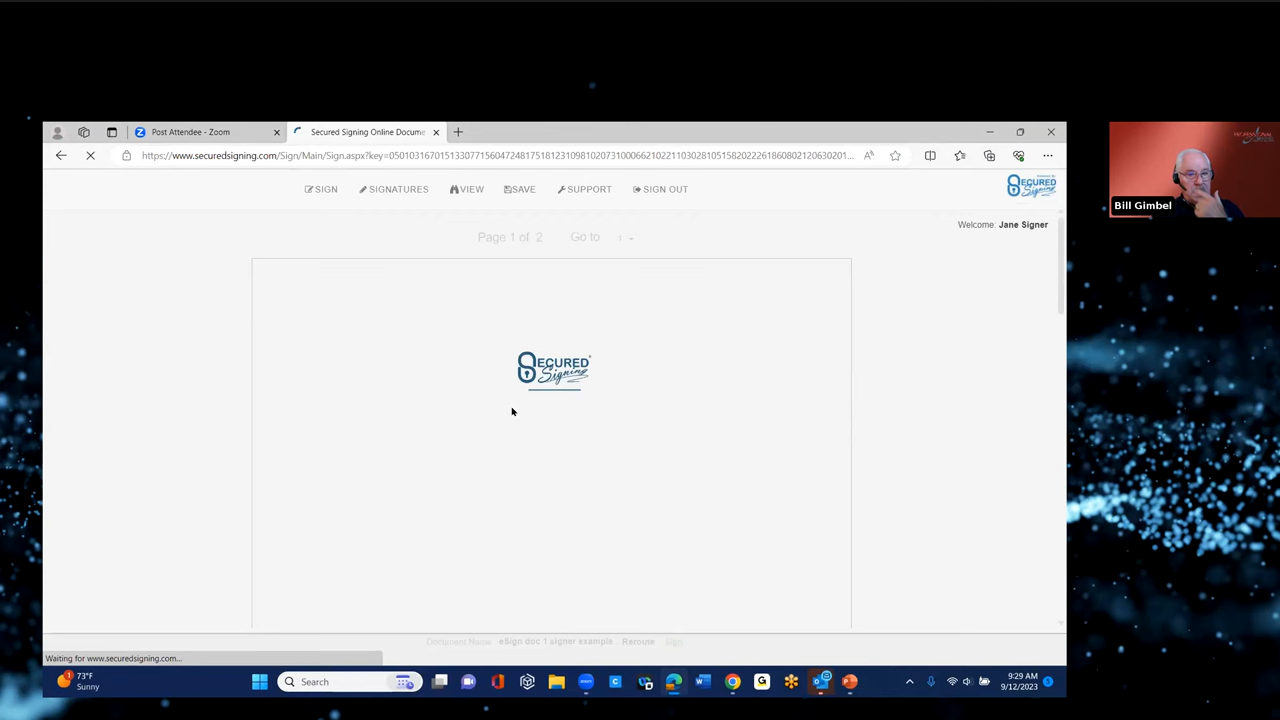 Post Attendee - Zoom
Secured Signing Online Docume
https://www.securedsigning.com/Sign/Main/Sign.aspx?key=
SIGN
SIGNATURES
VIEW
SAVE
SUPPORT
SIGN OUT
SECURED
Signing
Welcome: Jane Signer
Page 1 of 2 Go to
SECURED
Signing
Document Name eSign doc 1 signer example Reroute Sign
Waiting for www.securedsigning.com...
73°F
Sunny
Search
9:29 AM
9/12/2023
Bill Gimbel